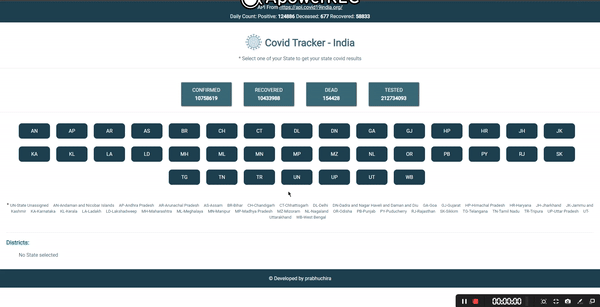 ApowerREC
API From https://api.covid19india.org/
Daily Count: Positive: 124886 Deceased: 677 Recovered: 58833
Covid Tracker - India
* Select one of your State to get your state covid results
CONFIRMED
10758619
RECOVERED
10433988
DEAD
154428
TESTED
212734093
AN AP AR AS BR CH CT DL DN GA GJ HP HR JH JK
KA KL LA LD MH ML MN MP MZ NL OR PB PY RJ SK
TG TN TR UN UP UT WB
* UN-State Unassigned AN-Andaman and Nicobar Islands AP-Andhra Pradesh AR-Arunachal Pradesh AS-Assam BR-Bihar CH-Chandigarh CT-Chhattisgarh DL-Delhi DN-Dadra and Nagar Haveli and Daman and Diu GA-Goa GJ-Gujarat HP-Himachal Pradesh HR-Haryana JH-Jharkhand JK-Jammu and
Kashmir KA-Karnataka KL-Kerala LA-Ladakh LD-Lakshadweep MH-Maharashtra ML-Meghalaya MN-Manipur MP-Madhya Pradesh MZ-Mizoram NL-Nagaland OR-Odisha PB-Punjab PY-Puducherry RJ-Rajasthan SK-Sikkim TG-Telangana TN-Tamil Nadu TR-Tripura UP-Uttar Pradesh UT-
Uttarakhand WB-West Bengal
Districts:
No State selected
© Developed by prabhuchira
00:00:00